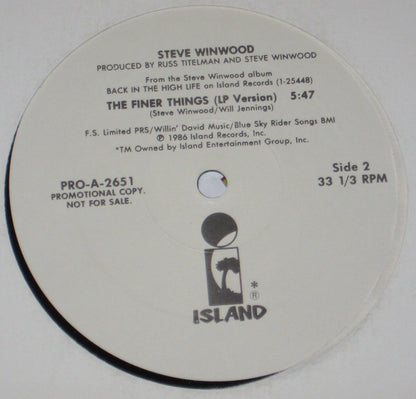 STEVE WINWOOD
PRODUCED BY RUSS TITELMAN AND STEVE WINWOOD
From the Steve Winwood album
BACK IN THE HIGH LIFE on Island Records (1-25448)
THE FINER THINGS (LP Version) 5:47
(Steve Winwood/Will Jennings)
F.S. Limited PRS/Willin' David Music/Blue Sky Rider Songs BMI
℗ 1986 Island Records, Inc.
*TM Owned by Island Entertainment Group, Inc.
PRO-A-2651
PROMOTIONAL COPY.
NOT FOR SALE.
Side 2
33 1/3 RPM
*
®
ISLAND